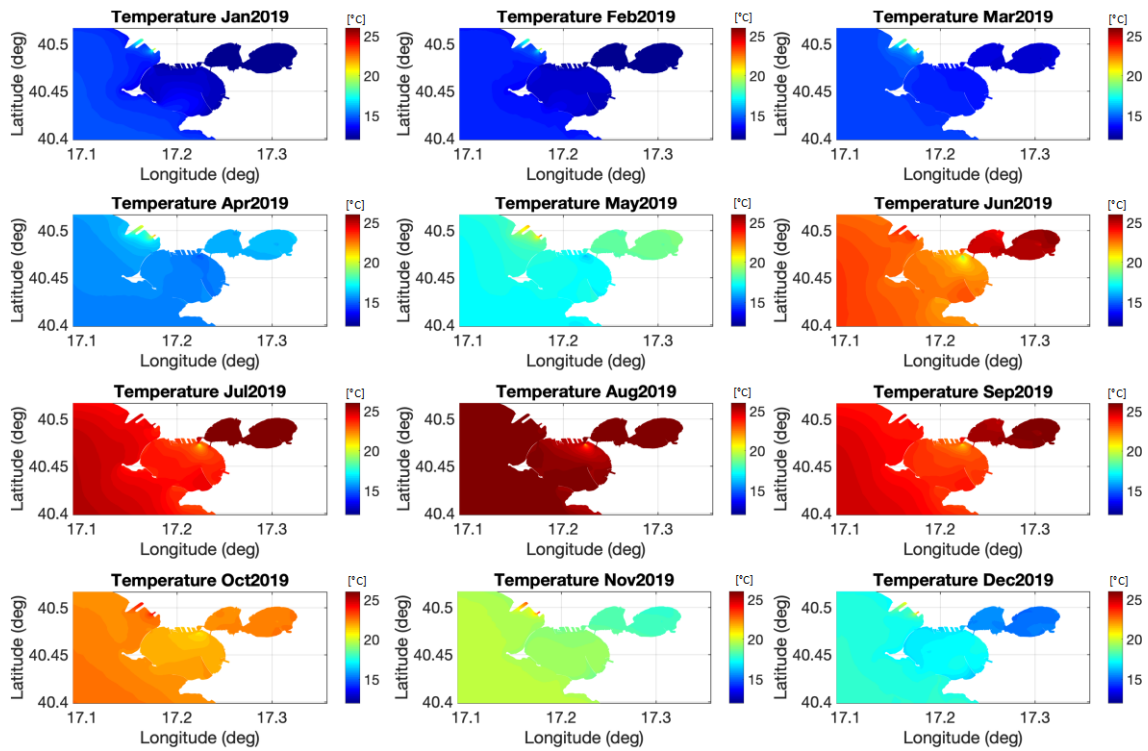 Temperature Jan2019 [°C] Temperature Feb2019 [°C] Temperature Mar2019 [°C]
Latitude (deg) 40.5 40.45 40.4 25 20 15 Latitude (deg) 40.5 40.45 40.4 25 20 15 Latitude (deg) 40.5 40.45 40.4 25 20 15
17.1 17.2 17.3 17.1 17.2 17.3 17.1 17.2 17.3
Longitude (deg) Longitude (deg) Longitude (deg)
Temperature Apr2019 [°C] Temperature May2019 [°C] Temperature Jun2019 [°C]
Latitude (deg) 40.5 40.45 40.4 25 20 15 Latitude (deg) 40.5 40.45 40.4 25 20 15 Latitude (deg) 40.5 40.45 40.4 25 20 15
17.1 17.2 17.3 17.1 17.2 17.3 17.1 17.2 17.3
Longitude (deg) Longitude (deg) Longitude (deg)
Temperature Jul2019 [°C] Temperature Aug2019 [°C] Temperature Sep2019 [°C]
Latitude (deg) 40.5 40.45 40.4 25 20 15 Latitude (deg) 40.5 40.45 40.4 25 20 15 Latitude (deg) 40.5 40.45 40.4 25 20 15
17.1 17.2 17.3 17.1 17.2 17.3 17.1 17.2 17.3
Longitude (deg) Longitude (deg) Longitude (deg)
Temperature Oct2019 [°C] Temperature Nov2019 [°C] Temperature Dec2019 [°C]
Latitude (deg) 40.5 40.45 40.4 25 20 15 Latitude (deg) 40.5 40.45 40.4 25 20 15 Latitude (deg) 40.5 40.45 40.4 25 20 15
17.1 17.2 17.3 17.1 17.2 17.3 17.1 17.2 17.3
Longitude (deg) Longitude (deg) Longitude (deg)